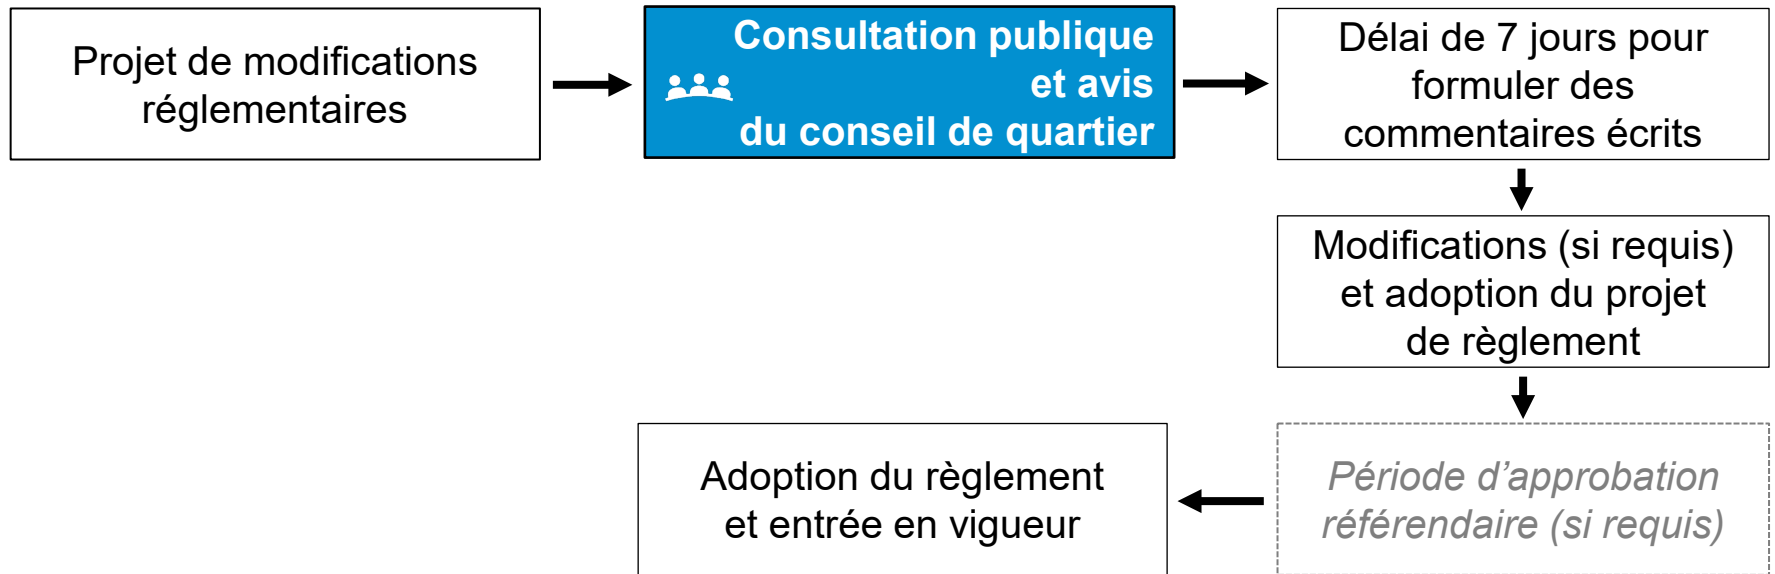 Projet de modifications
réglementaires
Consultation publique
et avis
du conseil de quartier
Délai de 7 jours pour
formuler des
commentaires écrits
Modifications (si requis)
et adoption du projet
de règlement
Période d’approbation
référendaire (si requis)
Adoption du règlement
et entrée en vigueur